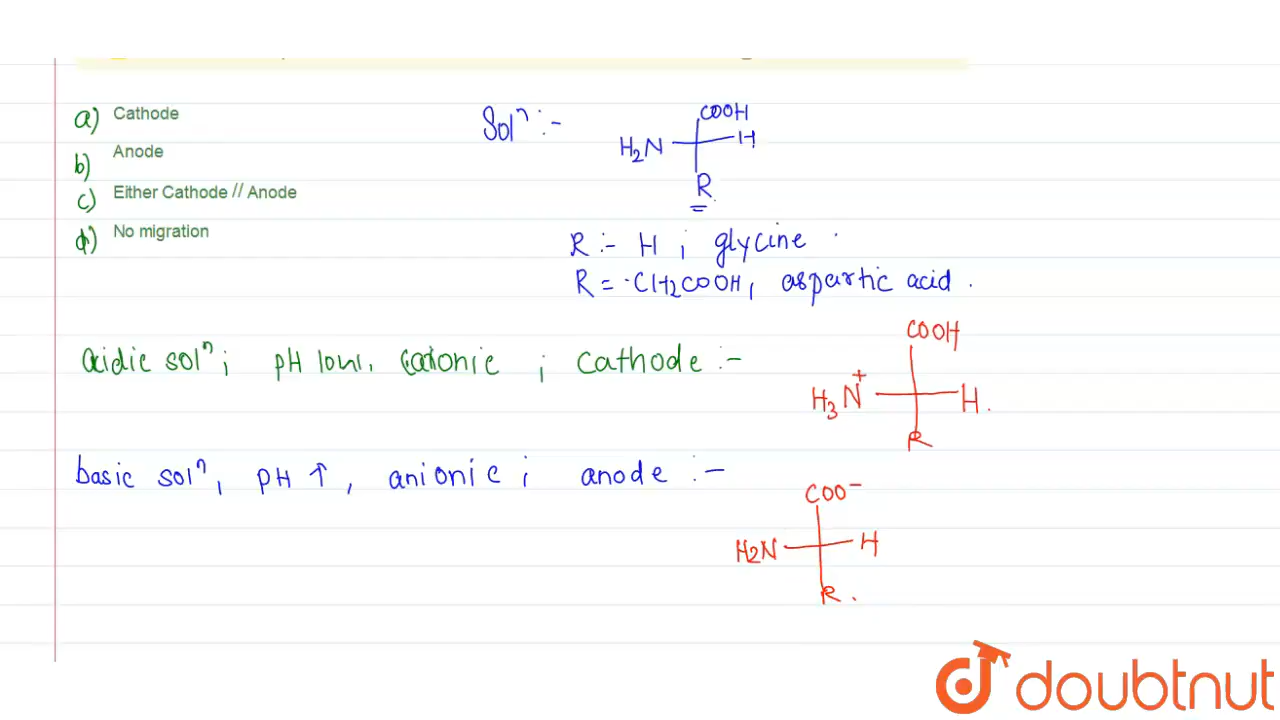 a) Cathode
b) Anode
c) Either Cathode // Anode
d) No migration
Solⁿ :-
COOH
H₂N H
R
R :- H ; glycine .
R = ·CH₂COOH, aspartic acid .
acidic solⁿ ; pH low. cationic ; Cathode :-
COOH
H₃N⁺ H .
R
basic solⁿ, pH ↑ , anionic ; anode :-
COO⁻
H₂N H
R .
doubtnut